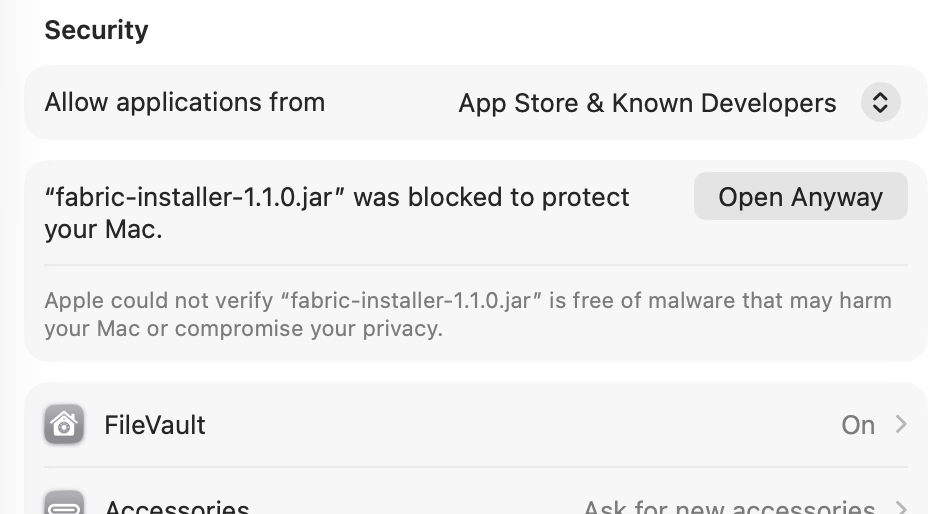 Security
Allow applications from App Store & Known Developers
“fabric-installer-1.1.0.jar” was blocked to protect your Mac. Open Anyway
Apple could not verify “fabric-installer-1.1.0.jar” is free of malware that may harm
your Mac or compromise your privacy.
FileVault On
Accessories Ask for new accessories